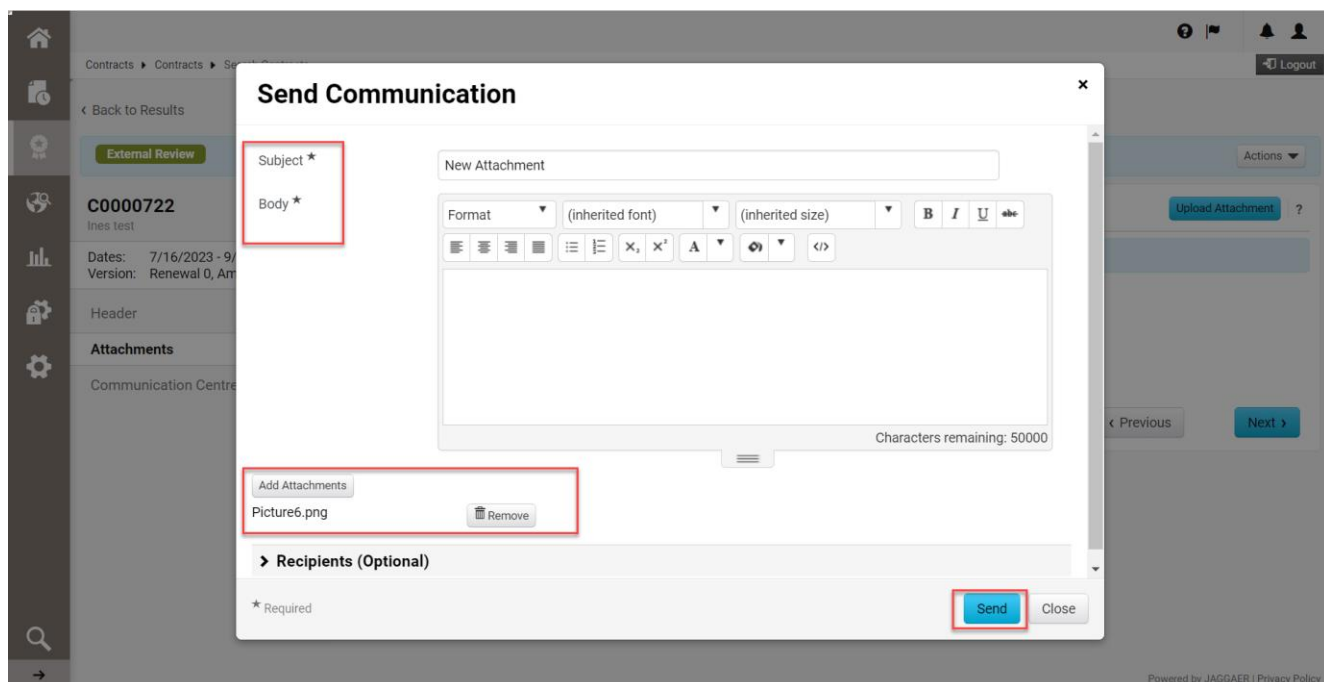 Contracts ▸ Contracts ▸
Logout
‹ Back to Results
Send Communication
×
External Review
Actions
Subject ★
New Attachment
C0000722
Ines test
Upload Attachment ?
Body ★
Format (inherited font) (inherited size) B I U abc
X₂ X² A </>
Dates: 7/16/2023 - 9/
Version: Renewal 0, Am
Header
Attachments
Communication Centre
Characters remaining: 50000
‹ Previous Next ›
Add Attachments
Picture6.png Remove
> Recipients (Optional)
★ Required
Send Close
Powered by JAGGAER | Privacy Policy